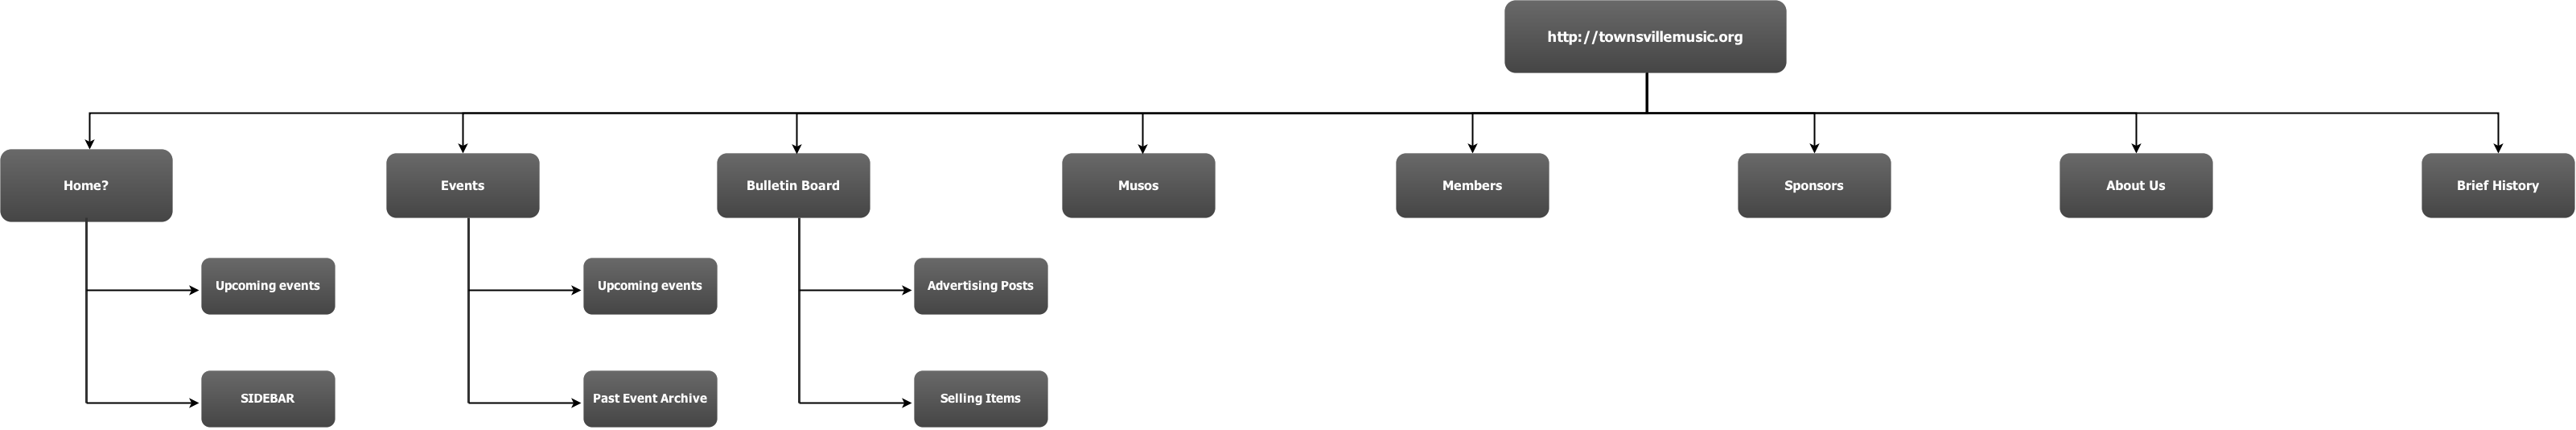 http://townsvillemusic.org
Home?
Events
Bulletin Board
Musos
Members
Sponsors
About Us
Brief History
Upcoming events
Upcoming events
Advertising Posts
SIDEBAR
Past Event Archive
Selling Items